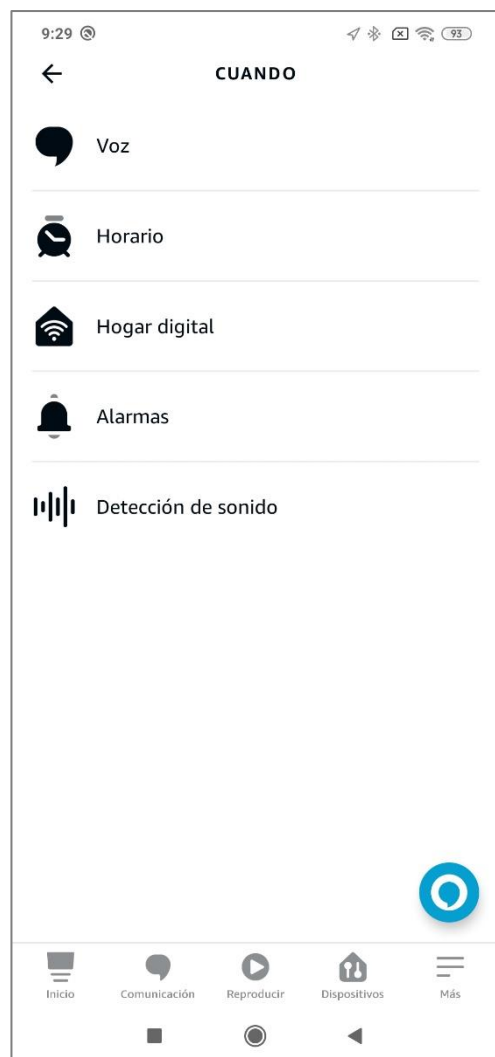 9:29
93
CUANDO
Voz
Horario
Hogar digital
Alarmas
Detección de sonido
Inicio Comunicación Reproducir Dispositivos Más